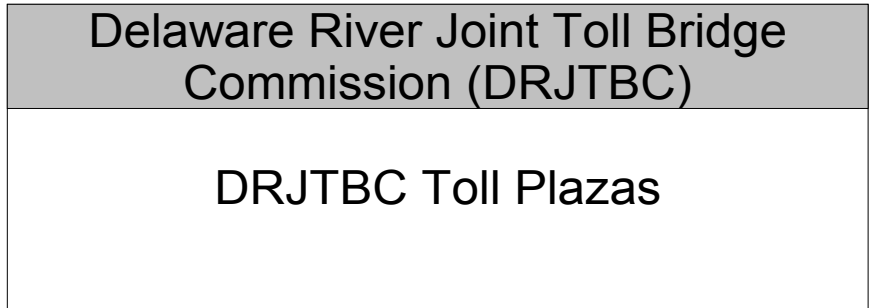 Delaware River Joint Toll Bridge
Commission (DRJTBC)
DRJTBC Toll Plazas